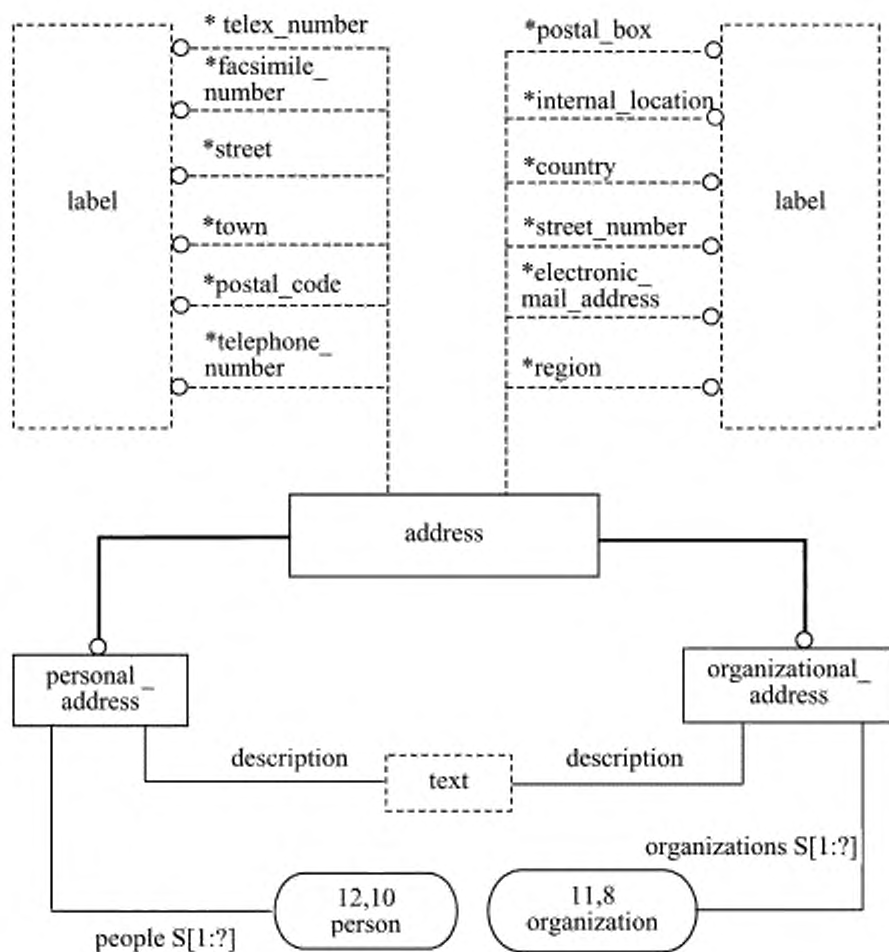 * telex_number
*facsimile_
number
*street
label
*town
*postal_code
*telephone_
number
*postal_box
*internal_location
*country
label
*street_number
*electronic_
mail_address
*region
address
personal_
address
organizational_
address
description
text
description
organizations S[1:?]
12,10
person
11,8
organization
people S[1:?]